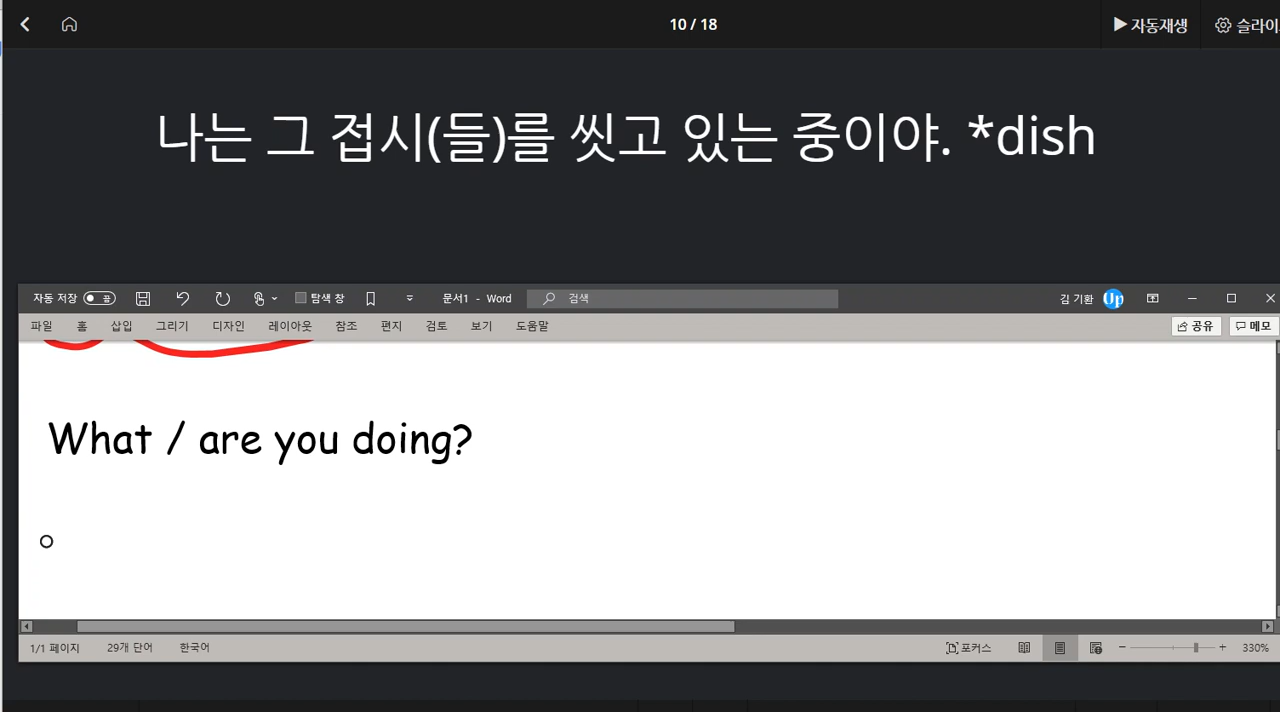 10 / 18
▶ 자동재생
슬라이
나는 그 접시(들)를 씻고 있는 중이야. *dish
자동 저장 끔
탐색 창
문서1 - Word
검색
김 기환
Up
파일 홈 삽입 그리기 디자인 레이아웃 참조 편지 검토 보기 도움말
공유 메모
What / are you doing?
1/1 페이지 29개 단어 한국어
포커스
330%